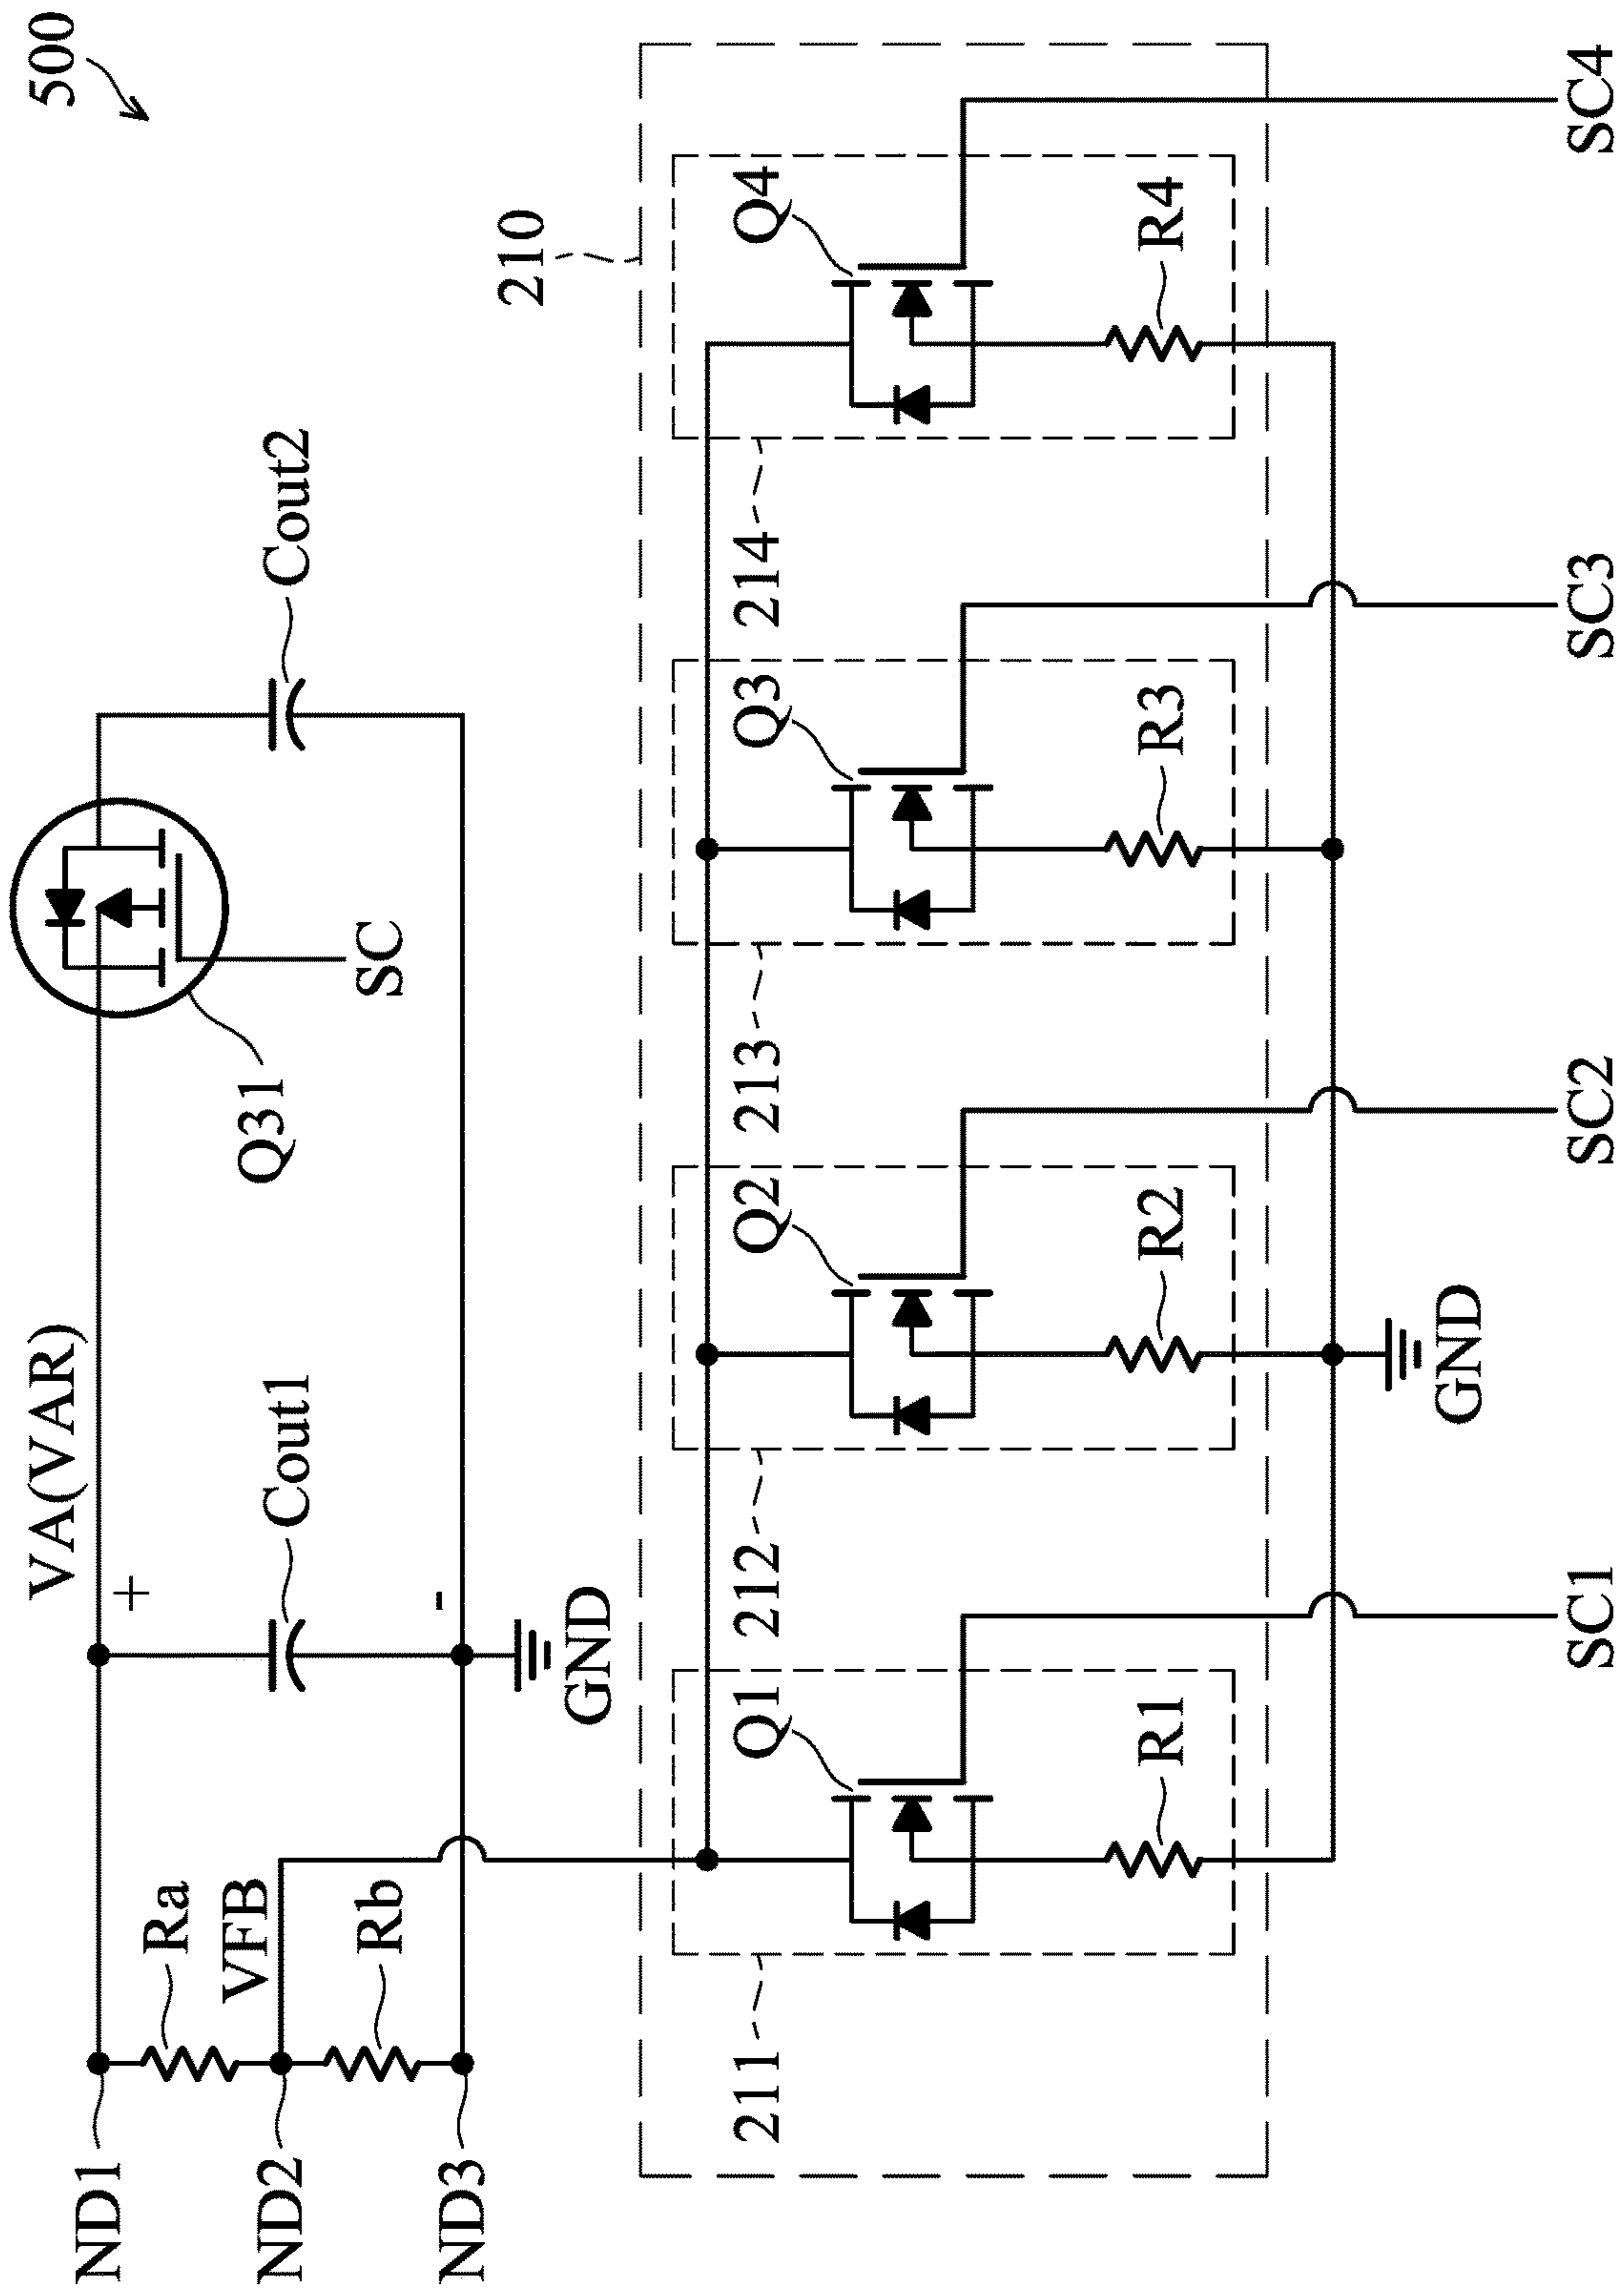 500
VA(VAR)
+
-
ND1
ND2
ND3
Ra
VFB
Rb
Cout1
GND
Q31
SC
Cout2
210
211
Q1
R1
212
Q2
R2
213
Q3
R3
214
Q4
R4
GND
SC1
SC2
SC3
SC4